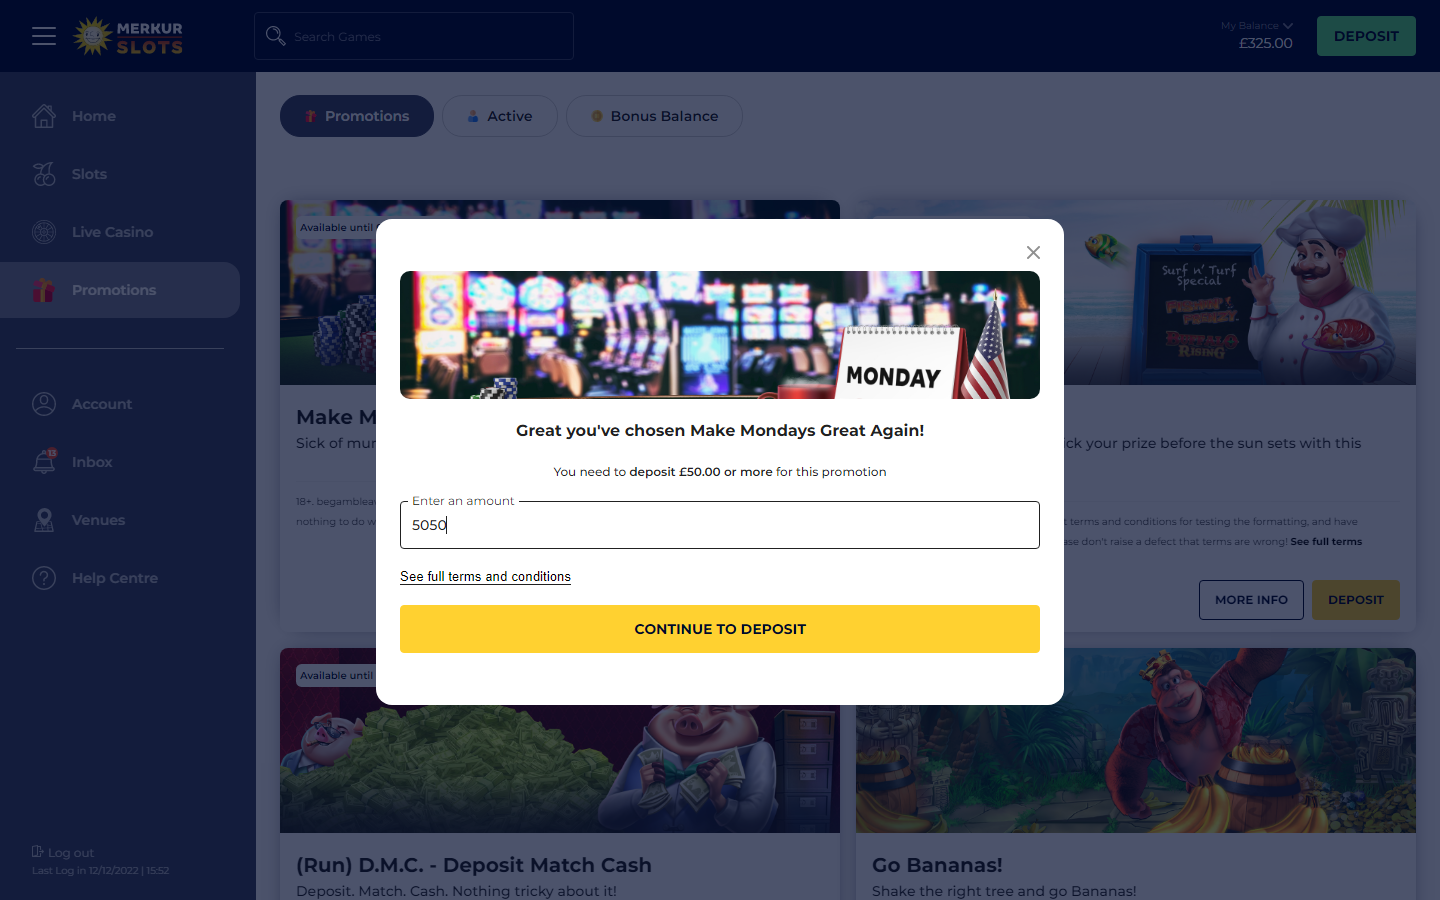 MERKUR
SLOTS
Search Games
My Balance
£325.00
DEPOSIT
Home
Slots
Live Casino
Promotions
Account
13
Inbox
Venues
Help Centre
Log out
Last Log in 12/12/2022 | 15:52
Promotions
Active
Bonus Balance
Available until
Make M
Sick of mur
18+. begambleaw
nothing to do w
Surf n' Turf
Special
RISING
ick your prize before the sun sets with this
t terms and conditions for testing the formatting, and have
ase don't raise a defect that terms are wrong! See full terms
MORE INFO
DEPOSIT
MONDAY
Great you've chosen Make Mondays Great Again!
You need to deposit £50.00 or more for this promotion
Enter an amount
5050
See full terms and conditions
CONTINUE TO DEPOSIT
Available until
(Run) D.M.C. - Deposit Match Cash
Deposit. Match. Cash. Nothing tricky about it!
Go Bananas!
Shake the right tree and go Bananas!